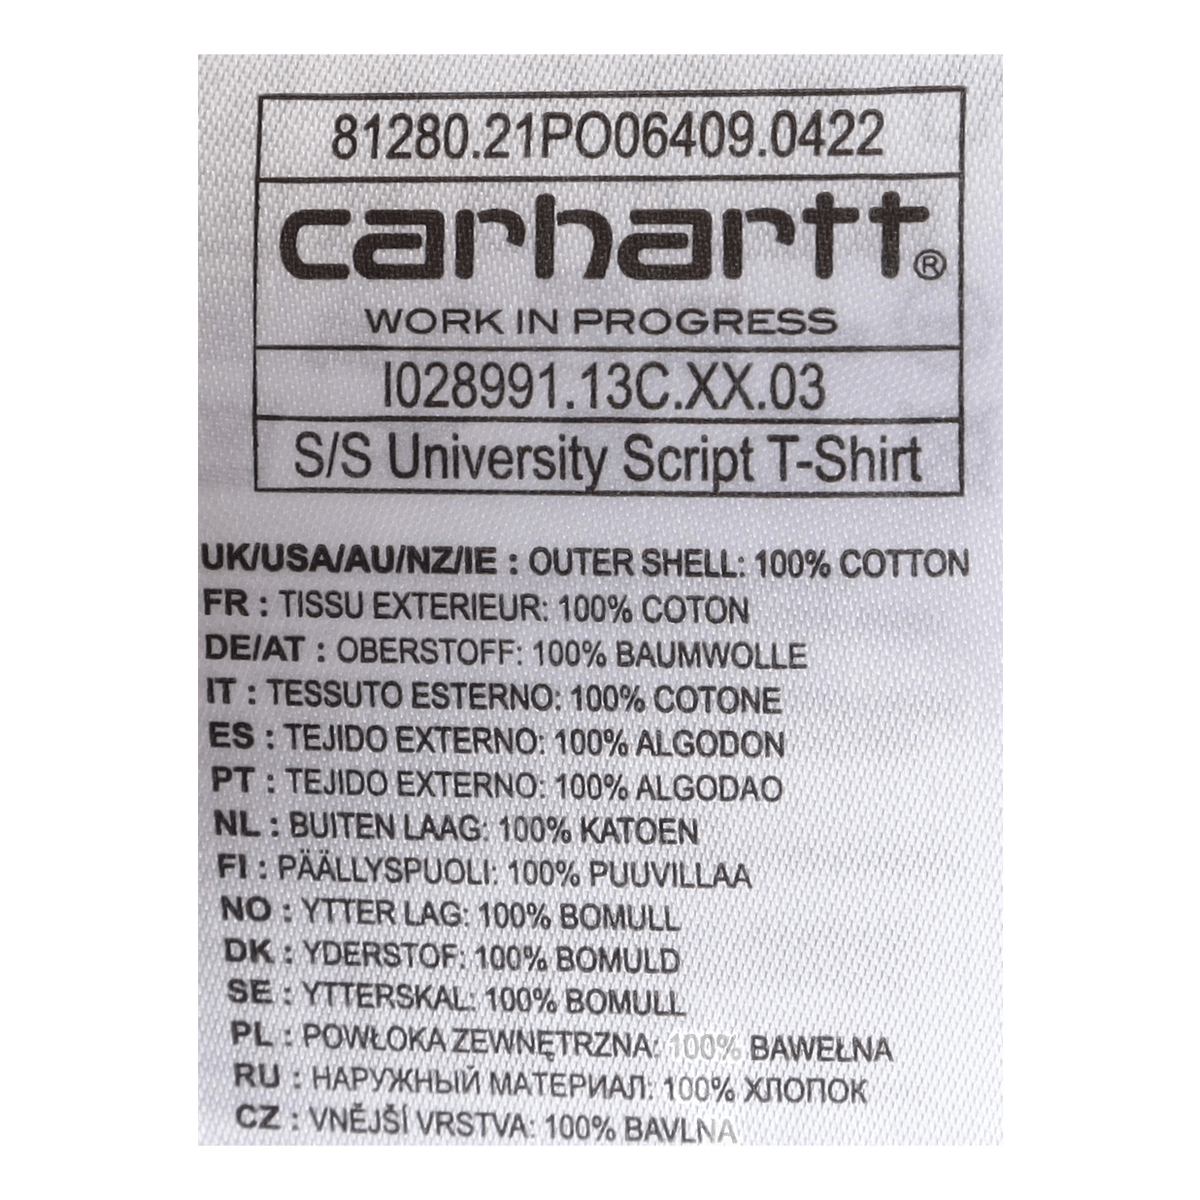 81280.21PO06409.0422
carhartt®
WORK IN PROGRESS
I028991.13C.XX.03
S/S University Script T-Shirt
UK/USA/AU/NZ/IE : OUTER SHELL: 100% COTTON
FR : TISSU EXTERIEUR: 100% COTON
DE/AT : OBERSTOFF: 100% BAUMWOLLE
IT : TESSUTO ESTERNO: 100% COTONE
ES : TEJIDO EXTERNO: 100% ALGODON
PT : TEJIDO EXTERNO: 100% ALGODAO
NL : BUITEN LAAG: 100% KATOEN
FI : PÄÄLLYSPUOLI: 100% PUUVILLAA
NO : YTTER LAG: 100% BOMULL
DK : YDERSTOF: 100% BOMULD
SE : YTTERSKAL: 100% BOMULL
PL : POWŁOKA ZEWNĘTRZNA: 100% BAWEŁNA
RU : НАРУЖНЫЙ МАТЕРИАЛ: 100% ХЛОПОК
CZ : VNĚJŠÍ VRSTVA: 100% BAVLNA